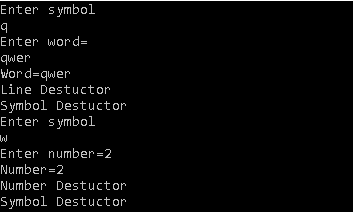 Enter symbol
q
Enter word=
qwer
Word=qwer
Line Destuctor
Symbol Destuctor
Enter symbol
w
Enter number=2
Number=2
Number Destuctor
Symbol Destuctor